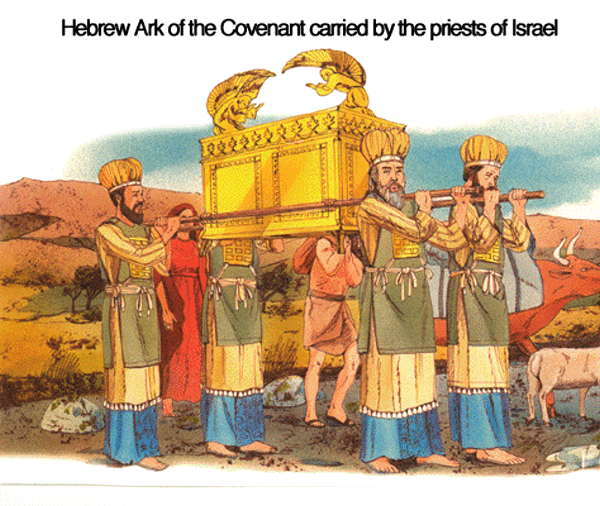 Hebrew Ark of the Covenant carried by the priests of Israel